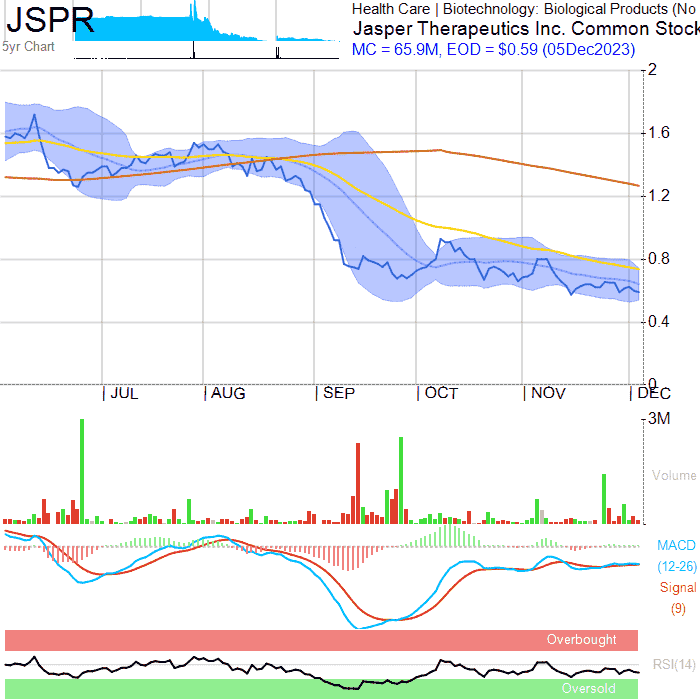 JSPR
5yr Chart
Health Care | Biotechnology: Biological Products (No
Jasper Therapeutics Inc. Common Stock
MC = 65.9M, EOD = $0.59 (05Dec2023)
2
1.6
1.2
0.8
0.4
0
| JUL | AUG | SEP | OCT | NOV | DEC
3M
Volume
MACD
(12-26)
Signal
(9)
Overbought
RSI(14)
Oversold